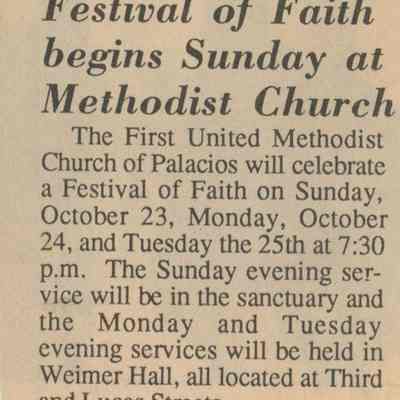 Festival of Faith
begins Sunday at
Methodist Church
The First United Methodist
Church of Palacios will celebrate
a Festival of Faith on Sunday,
October 23, Monday, October
24, and Tuesday the 25th at 7:30
p.m. The Sunday evening ser-
vice will be in the sanctuary and
the Monday and Tuesday
evening services will be held in
Weimer Hall, all located at Third
and Lucas Streets